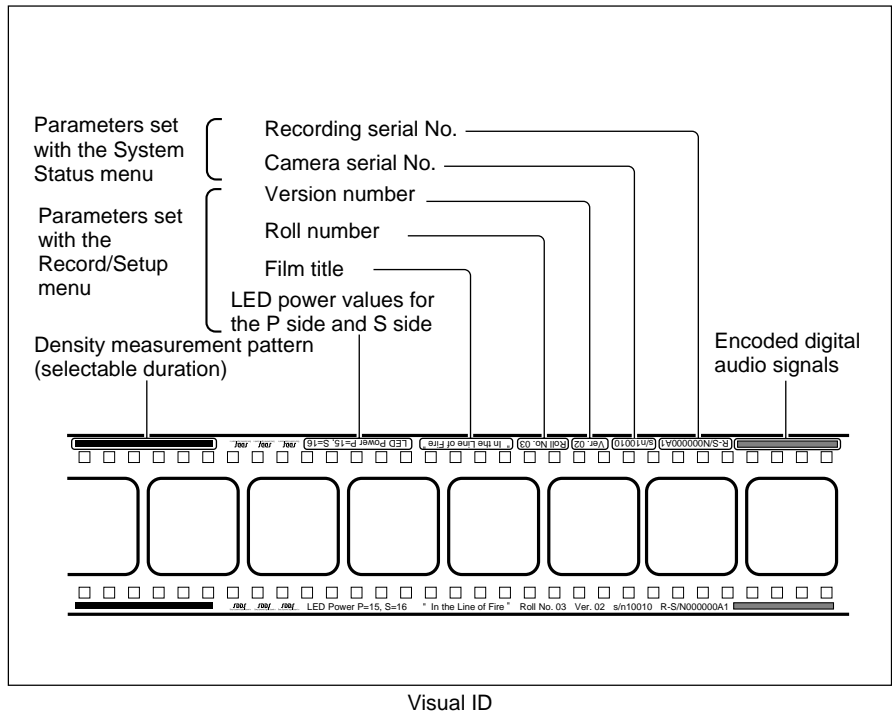 Parameters set
with the System
Status menu
Recording serial No.
Camera serial No.
Parameters set
with the
Record/Setup
menu
Version number
Roll number
Film title
LED power values for
the P side and S side
Density measurement pattern
(selectable duration)
Encoded digital
audio signals
LED Power P=15, S=16 " In the Line of Fire " Roll No. 03 Ver. 02 s/n10010 R-S/N000000A1
LED Power P=15, S=16 " In the Line of Fire " Roll No. 03 Ver. 02 s/n10010 R-S/N000000A1
Visual ID